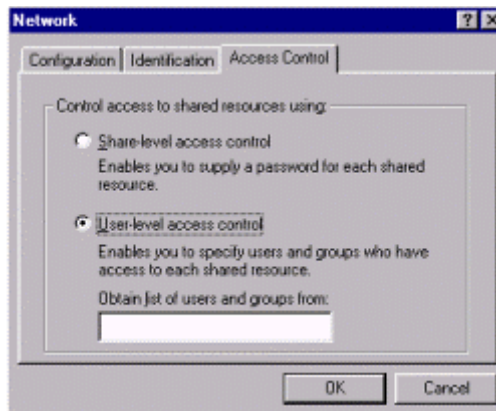 Network
Configuration Identification Access Control
Control access to shared resources using:
Share-level access control
Enables you to supply a password for each shared
resource.
User-level access control
Enables you to specify users and groups who have
access to each shared resource.
Obtain list of users and groups from:
OK Cancel